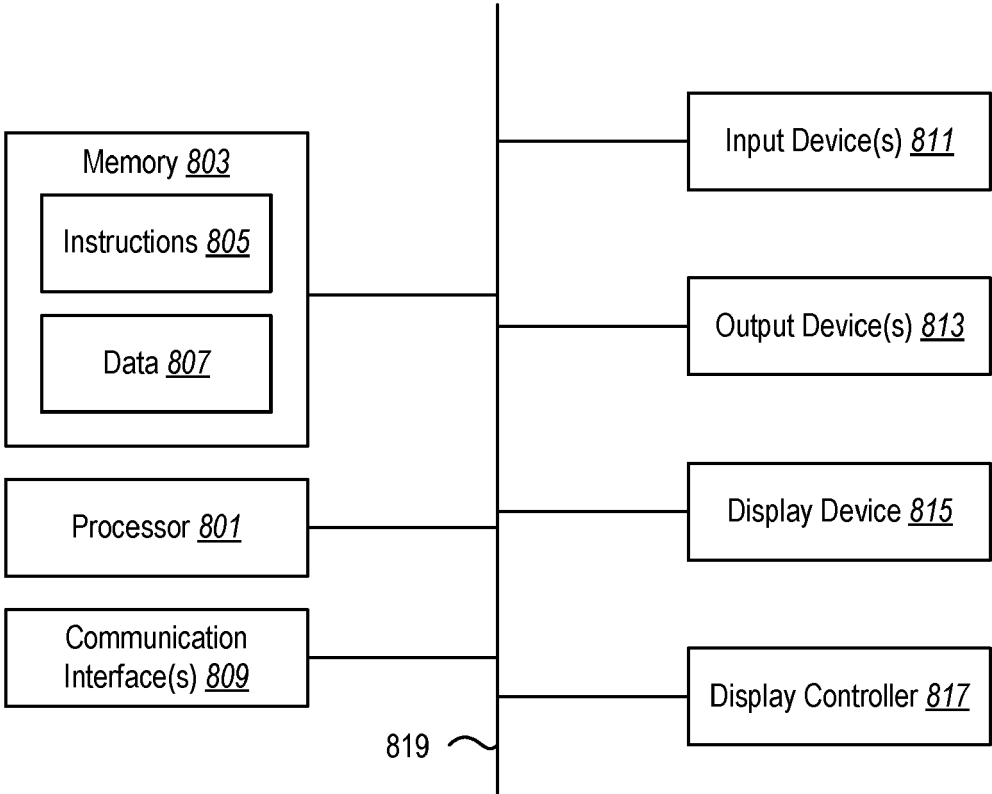 Memory 803
Instructions 805
Data 807
Processor 801
Communication
Interface(s) 809
819
Input Device(s) 811
Output Device(s) 813
Display Device 815
Display Controller 817